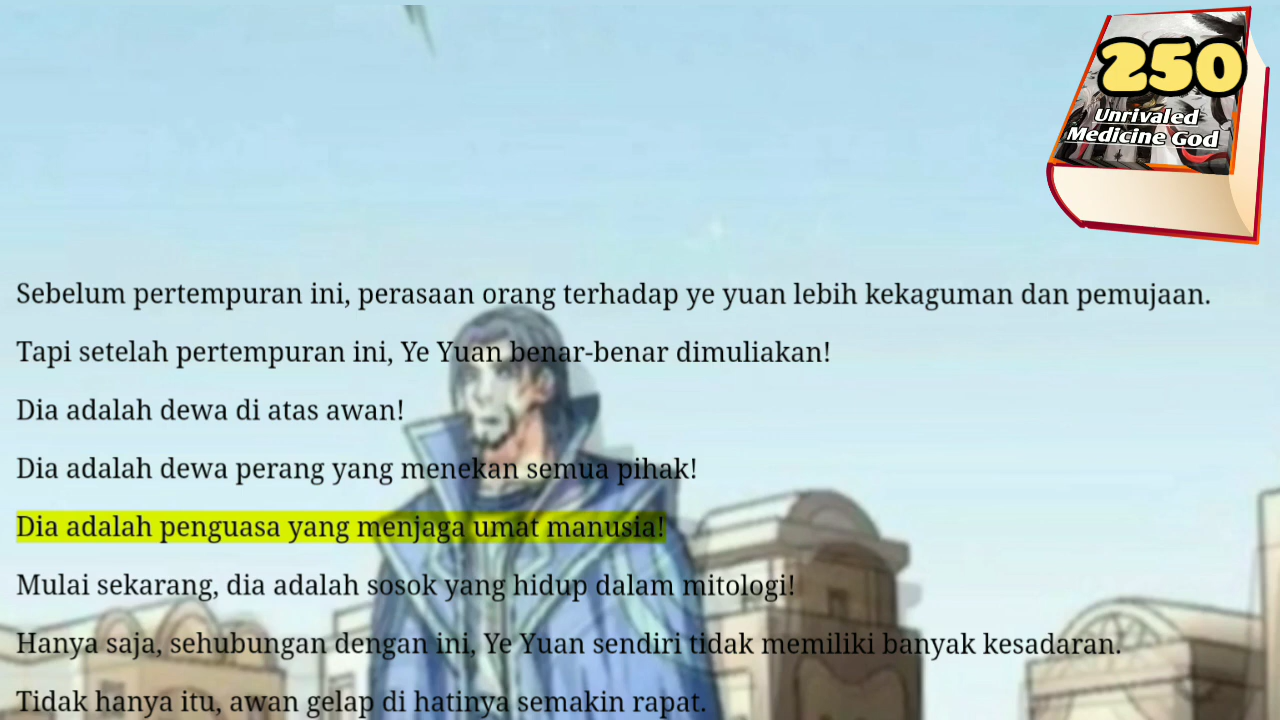 250
Unrivaled
Medicine God
Sebelum pertempuran ini, perasaan orang terhadap ye yuan lebih kekaguman dan pemujaan.
Tapi setelah pertempuran ini, Ye Yuan benar-benar dimuliakan!
Dia adalah dewa di atas awan!
Dia adalah dewa perang yang menekan semua pihak!
Dia adalah penguasa yang menjaga umat manusia!
Mulai sekarang, dia adalah sosok yang hidup dalam mitologi!
Hanya saja, sehubungan dengan ini, Ye Yuan sendiri tidak memiliki banyak kesadaran.
Tidak hanya itu, awan gelap di hatinya semakin rapat.